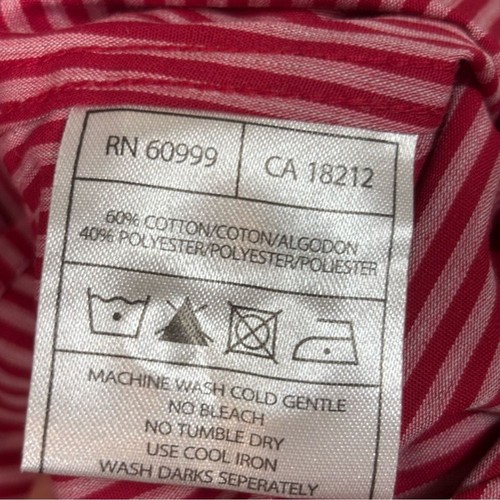 RN 60999
CA 18212
60% COTTON/COTON/ALGODON
40% POLYESTER/POLYESTER/POLIESTER
MACHINE WASH COLD GENTLE
NO BLEACH
NO TUMBLE DRY
USE COOL IRON
WASH DARKS SEPERATELY